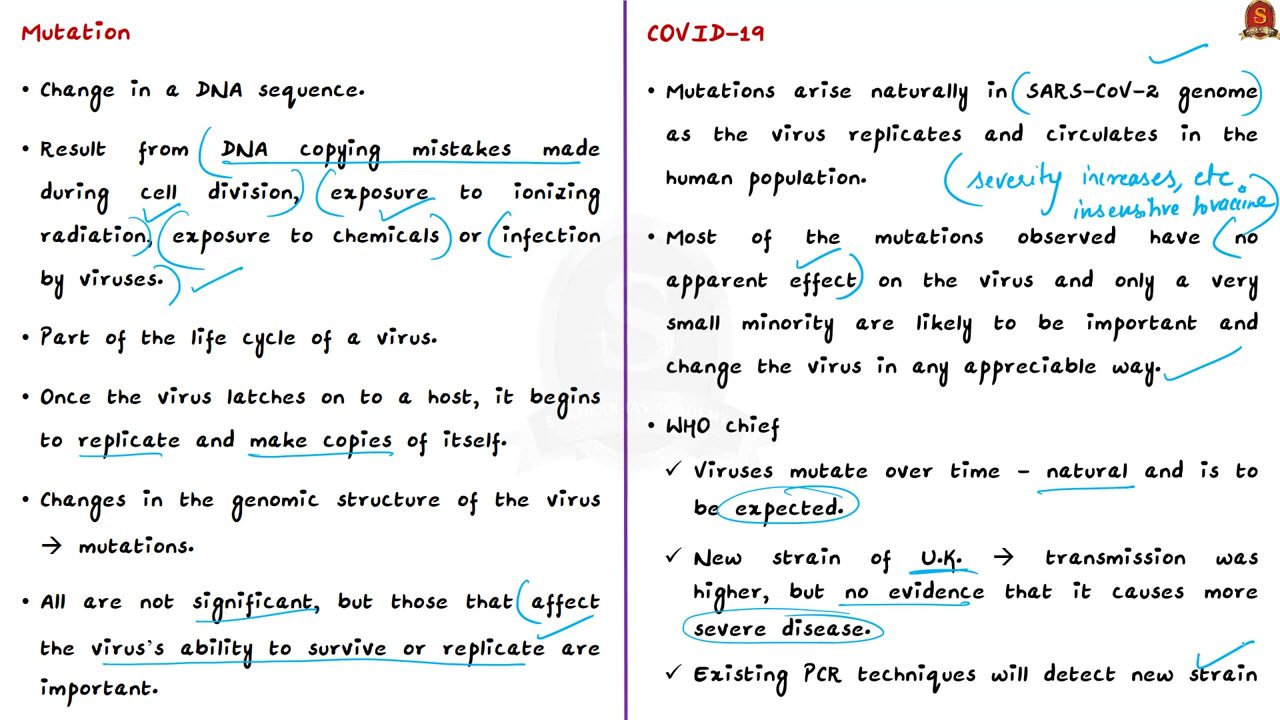 Mutation
• Change in a DNA sequence.
• Result from DNA copying mistakes made
during cell division, exposure to ionizing
radiation, exposure to chemicals or infection
by viruses.
• Part of the life cycle of a virus.
• Once the virus latches on to a host, it begins
to replicate and make copies of itself.
• Changes in the genomic structure of the virus
→ mutations.
• All are not significant, but those that affect
the virus's ability to survive or replicate are
important.
COVID-19
• Mutations arise naturally in SARS-CoV-2 genome
as the virus replicates and circulates in the
human population.
(severity increases, etc.
insensitive to vaccine)
• Most of the mutations observed have no
apparent effect on the virus and only a very
small minority are likely to be important and
change the virus in any appreciable way.
• WHO chief
✓ Viruses mutate over time – natural and is to
be expected.
✓ New strain of U.K. → transmission was
higher, but no evidence that it causes more
severe disease.
✓ Existing PCR techniques will detect new strain
S